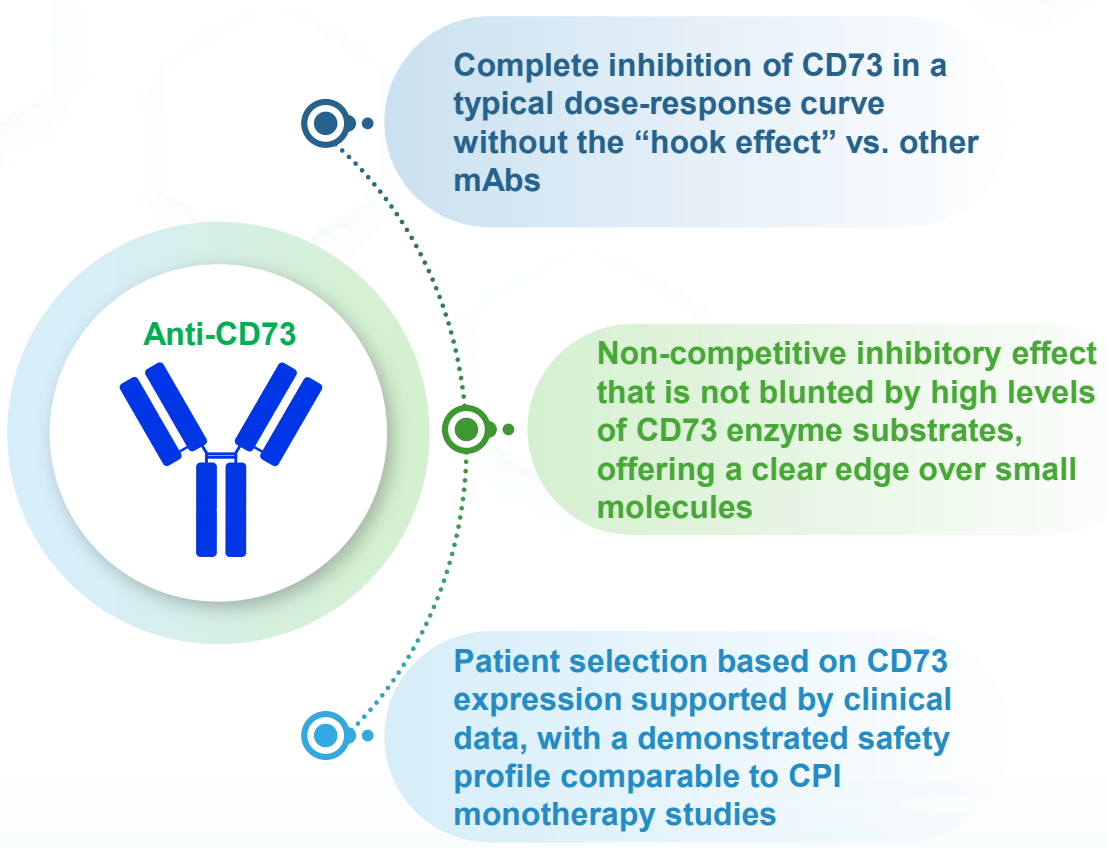 Complete inhibition of CD73 in a
typical dose-response curve
without the “hook effect” vs. other
mAbs
Anti-CD73
Non-competitive inhibitory effect
that is not blunted by high levels
of CD73 enzyme substrates,
offering a clear edge over small
molecules
Patient selection based on CD73
expression supported by clinical
data, with a demonstrated safety
profile comparable to CPI
monotherapy studies